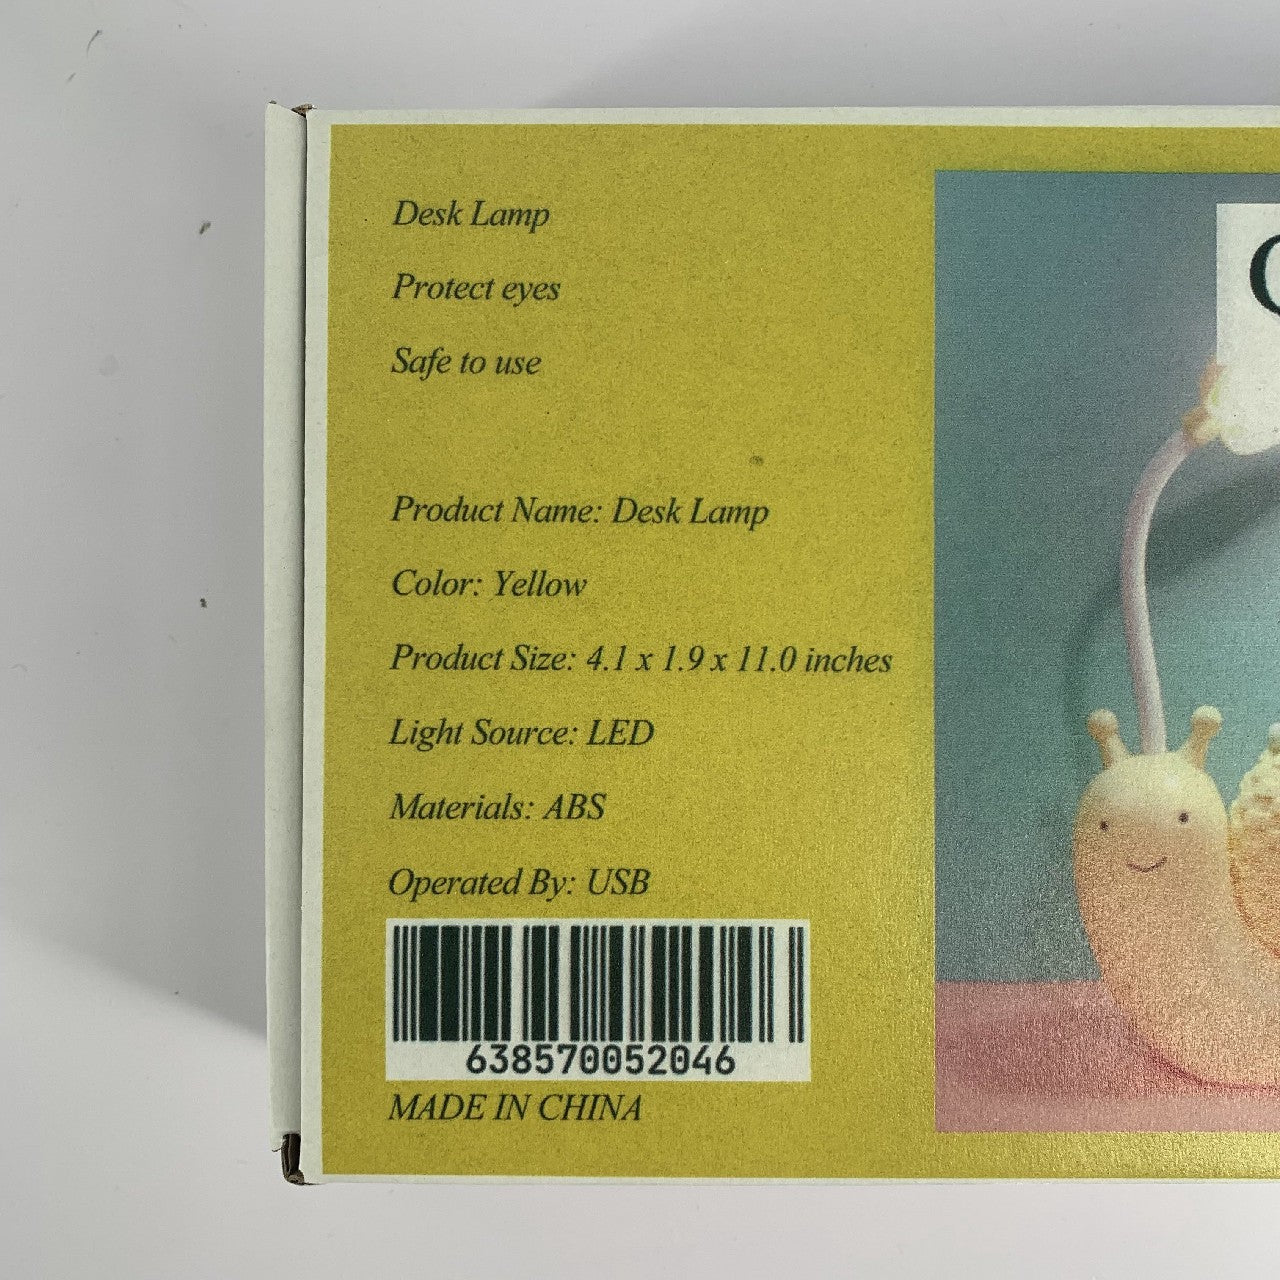 Desk Lamp
Protect eyes
Safe to use
Product Name: Desk Lamp
Color: Yellow
Product Size: 4.1 x 1.9 x 11.0 inches
Light Source: LED
Materials: ABS
Operated By: USB
638570052046
MADE IN CHINA